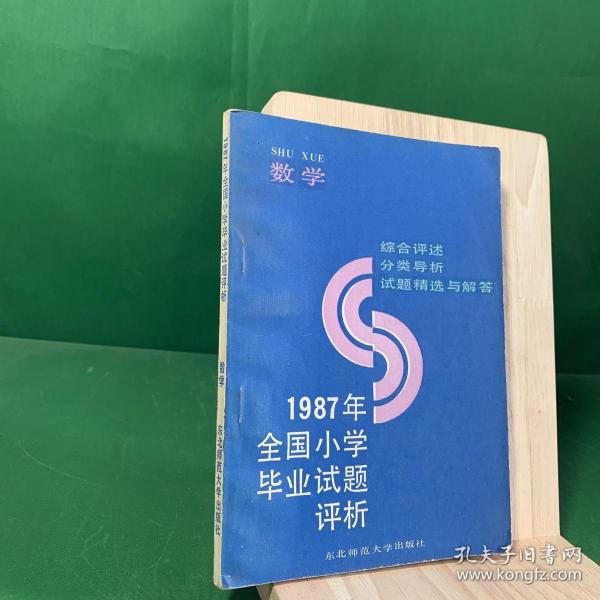 SHU XUE
数学
综合评述
分类导析
试题精选与解答
1987年
全国小学
毕业试题
评析
东北师范大学出版社
1987年全国小学毕业试题评析 数学 东北师范大学出版社
孔夫子旧书网
www.kongfz.com